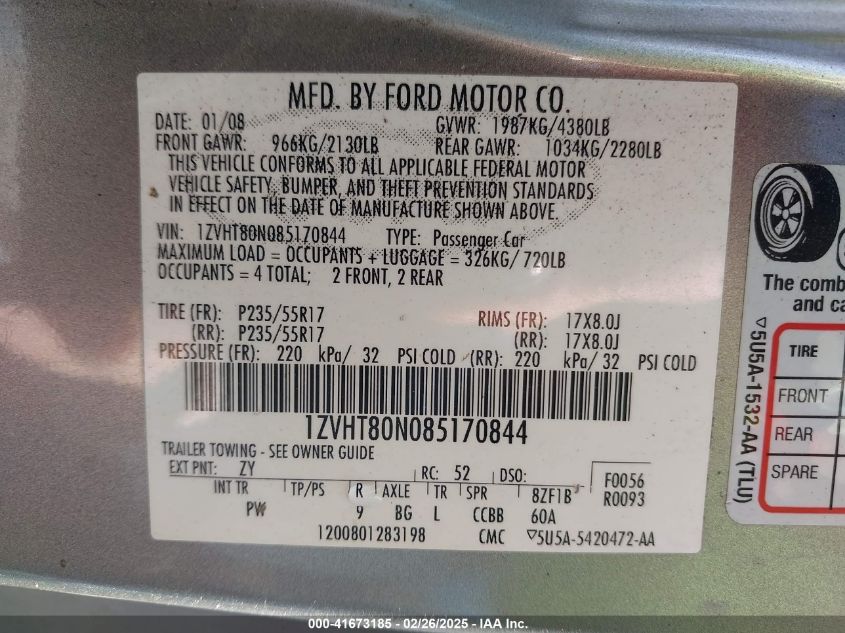 MFD. BY FORD MOTOR CO.
DATE: 01/08 GVWR: 1987KG/4380LB
FRONT GAWR: 966KG/2130LB REAR GAWR: 1034KG/2280LB
THIS VEHICLE CONFORMS TO ALL APPLICABLE FEDERAL MOTOR
VEHICLE SAFETY, BUMPER, AND THEFT PREVENTION STANDARDS
IN EFFECT ON THE DATE OF MANUFACTURE SHOWN ABOVE.
VIN: 1ZVHT80N085170844 TYPE: Passenger Car
MAXIMUM LOAD = OCCUPANTS + LUGGAGE = 326KG/ 720LB
OCCUPANTS = 4 TOTAL; 2 FRONT, 2 REAR
TIRE (FR): P235/55R17 RIMS (FR): 17X8.0J
(RR): P235/55R17 (RR): 17X8.0J
PRESSURE (FR): 220 kPa/ 32 PSI COLD (RR): 220 kPa/ 32 PSI COLD
1ZVHT80N085170844
TRAILER TOWING - SEE OWNER GUIDE
EXT PNT: ZY RC: 52 DSO: F0056
INT TR TP/PS R AXLE TR SPR 8ZF1B R0093
PW 9 BG L CCBB 60A
1200801283198 CMC ▽5U5A-5420472-AA
The comb
and ca
▽5U5A-1532-AA (TLU)
TIRE
FRONT
REAR
SPARE
000-41673185 - 02/26/2025 - IAA Inc.